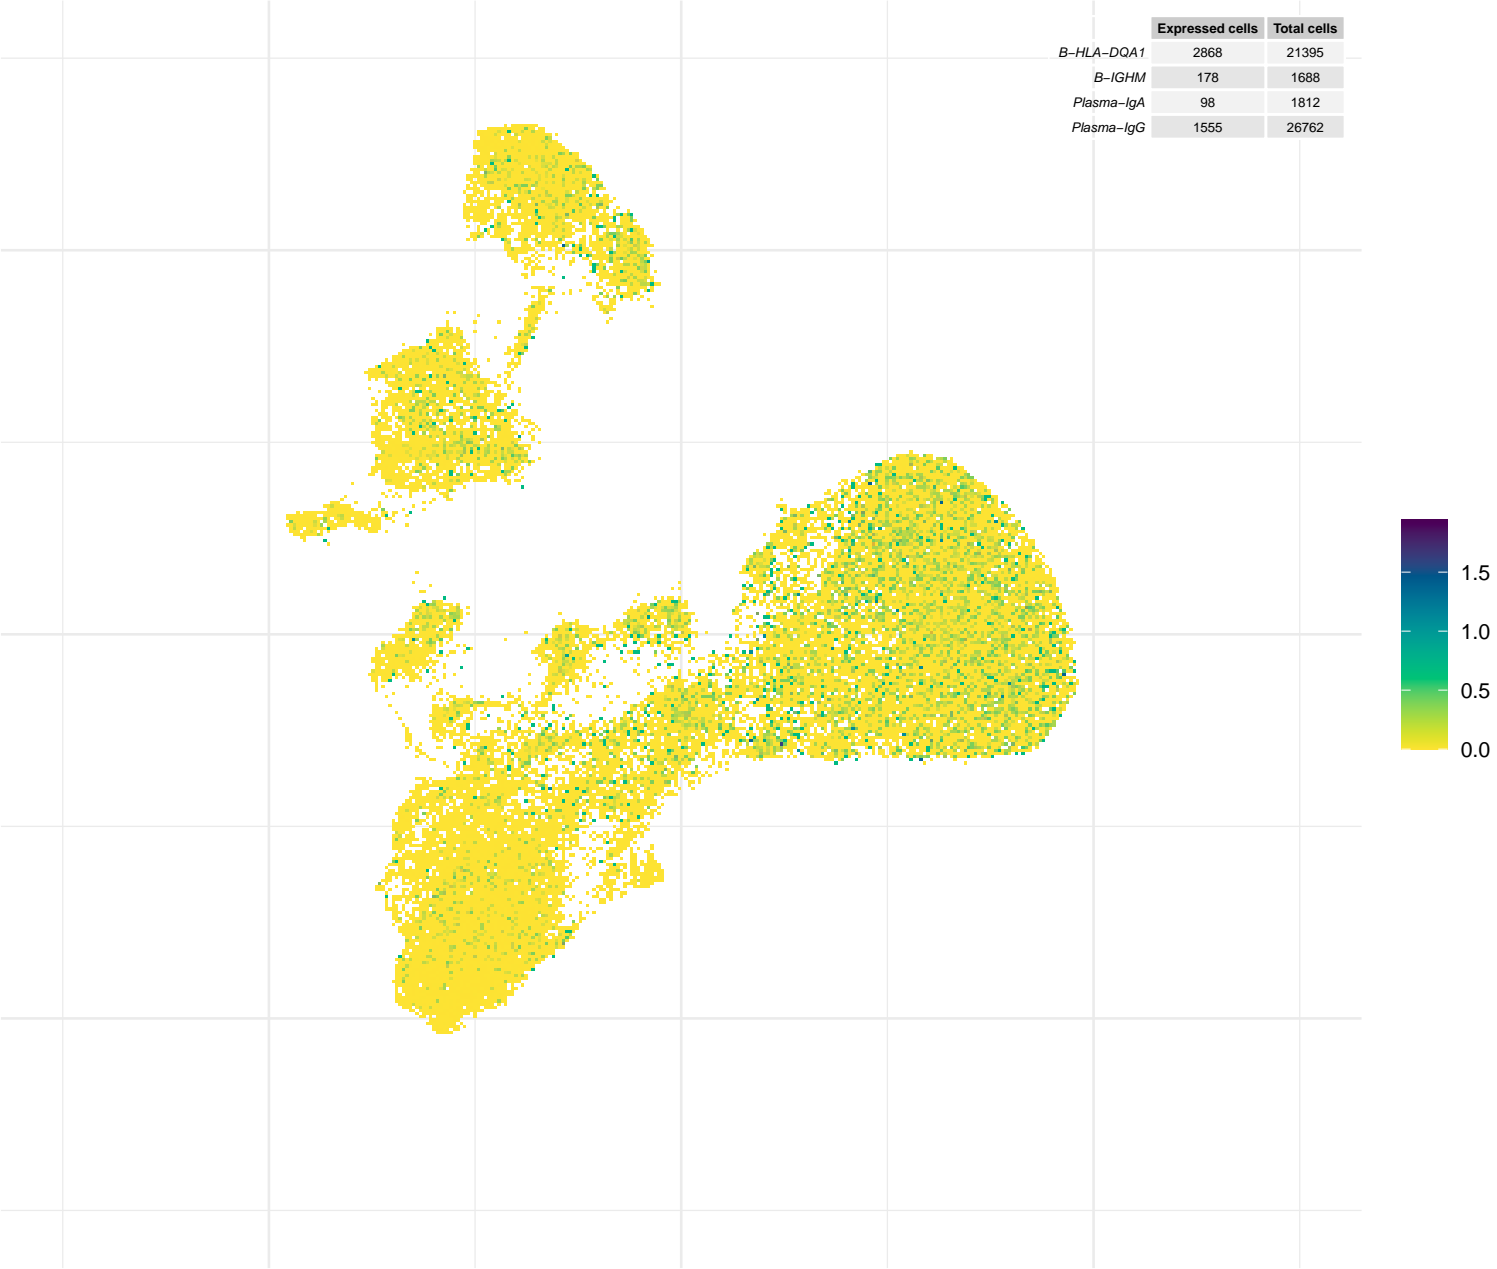 Expressed cells Total cells
B−HLA−DQA1 2868 21395
B−IGHM 178 1688
Plasma−IgA 98 1812
Plasma−IgG 1555 26762
1.5
1.0
0.5
0.0